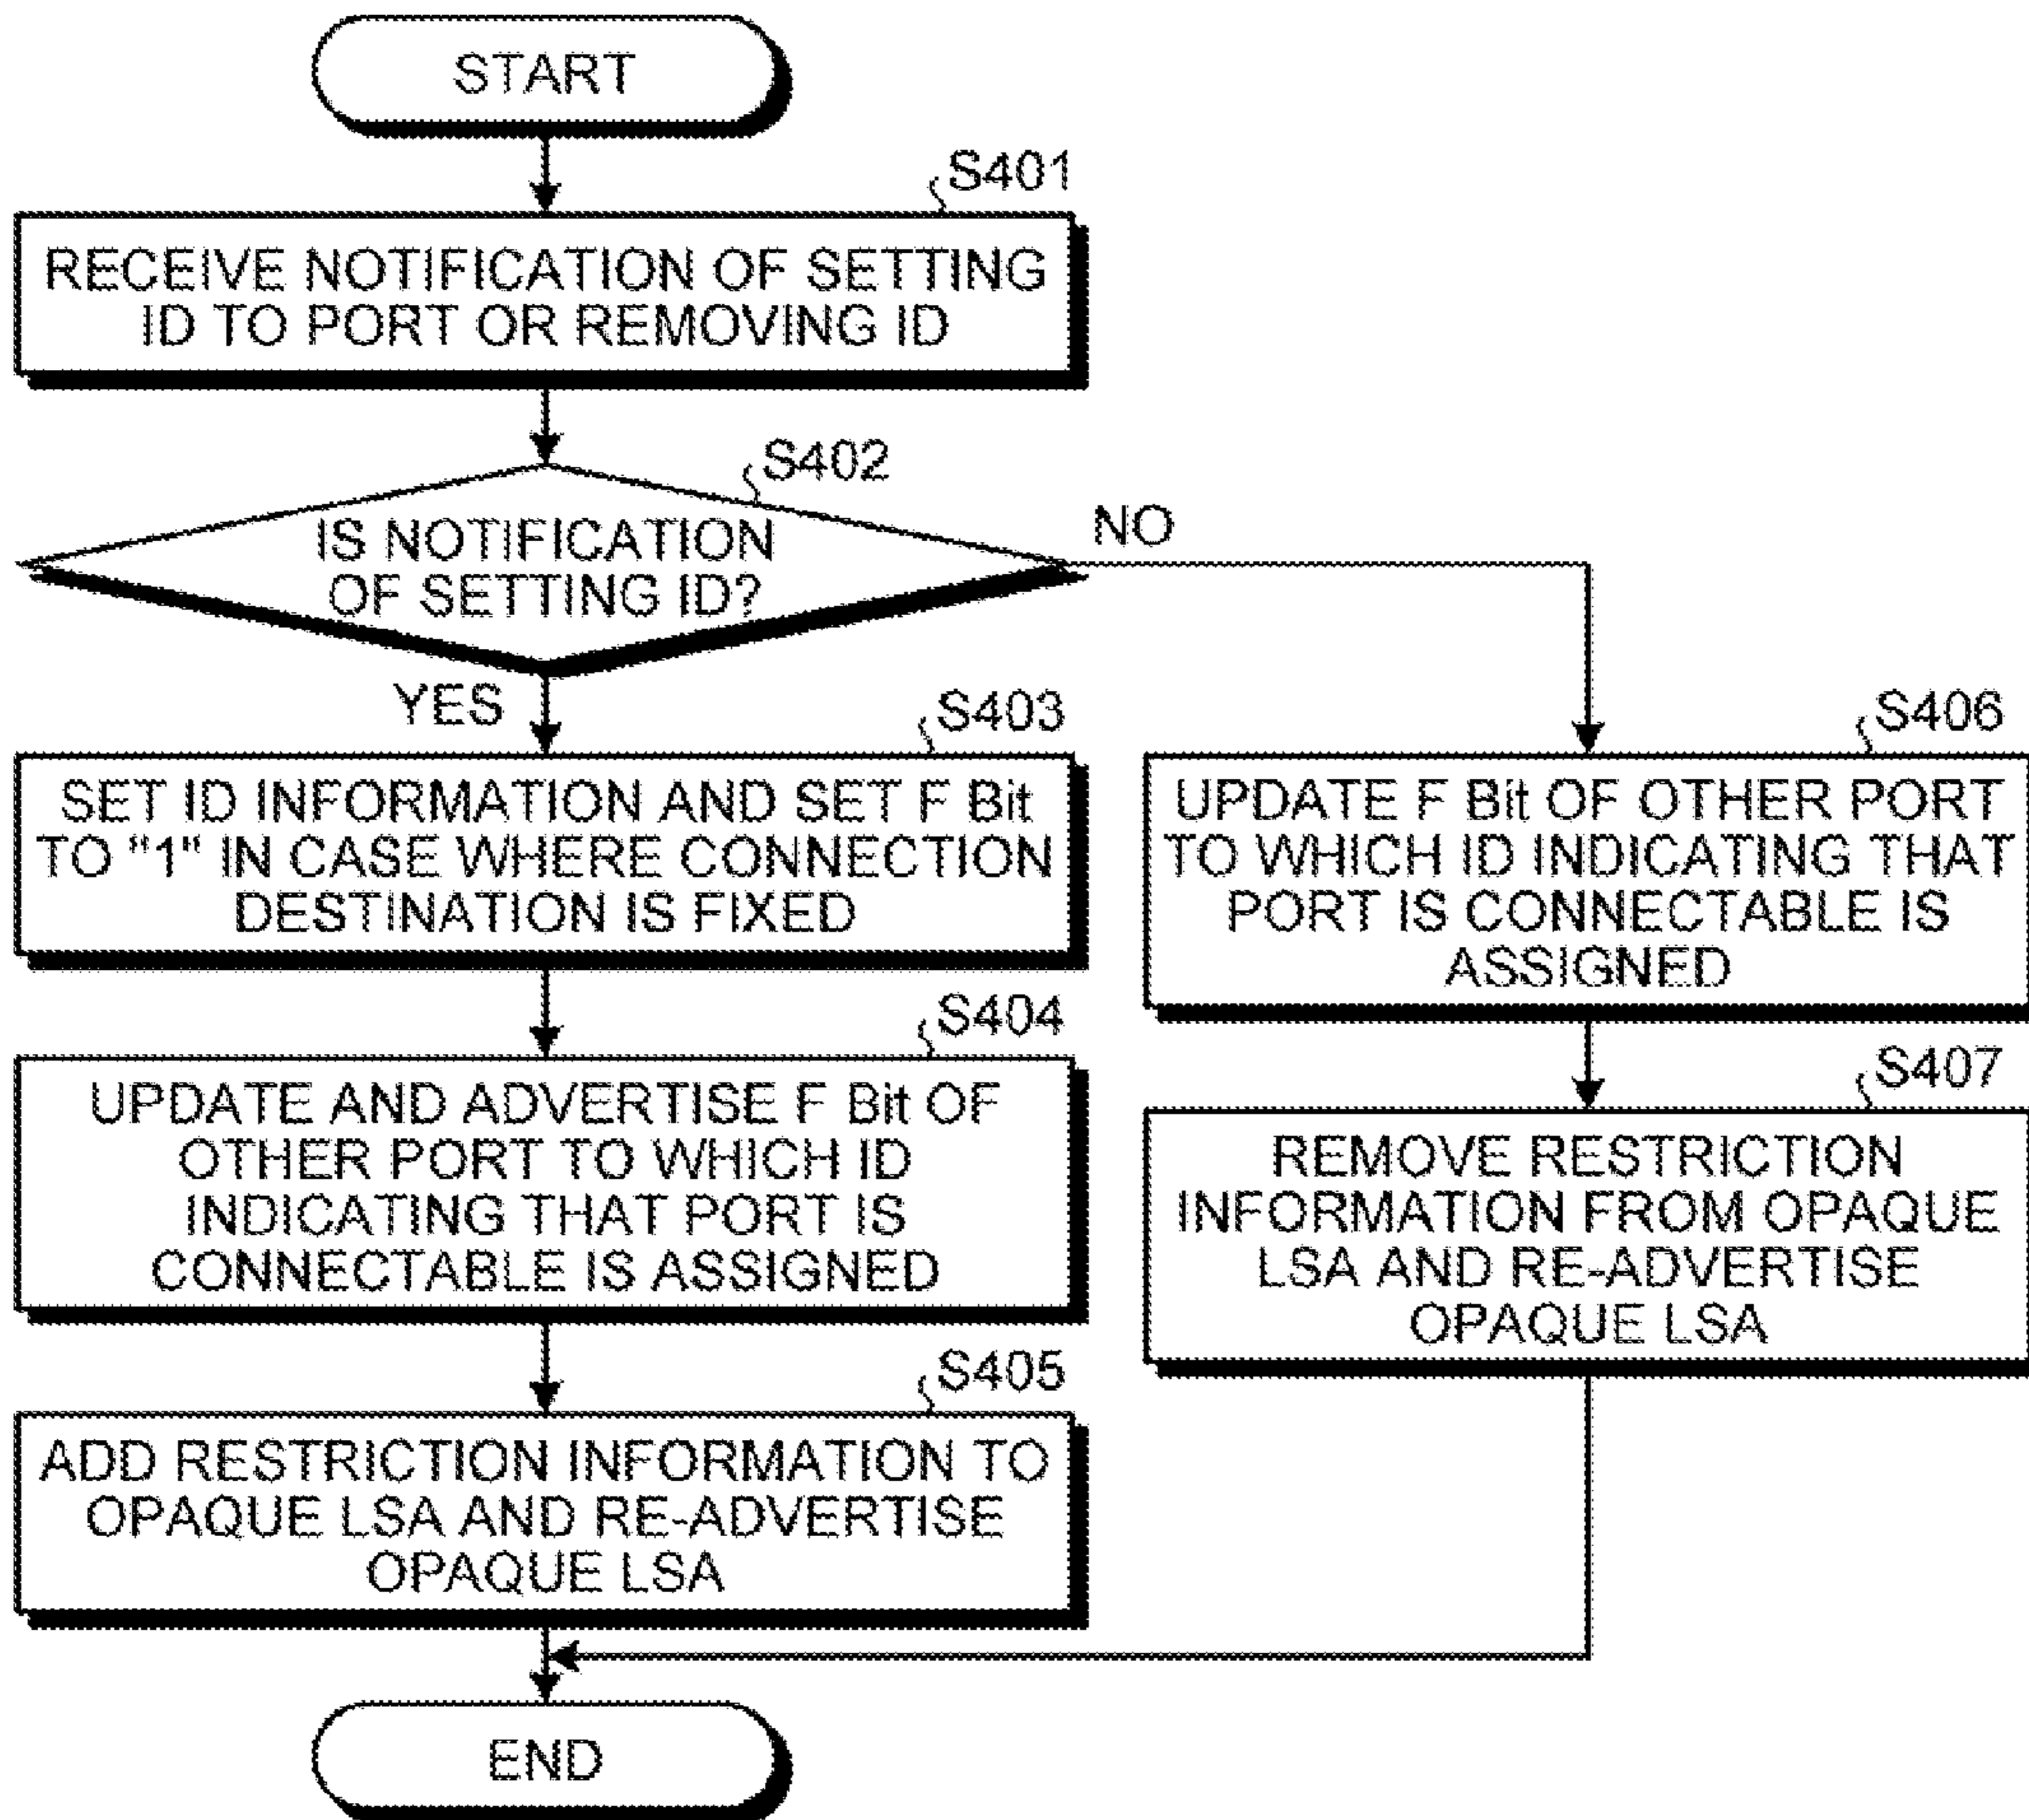 START
S401
RECEIVE NOTIFICATION OF SETTING
ID TO PORT OR REMOVING ID
S402
IS NOTIFICATION
OF SETTING ID?
NO
YES
S403
SET ID INFORMATION AND SET F Bit
TO "1" IN CASE WHERE CONNECTION
DESTINATION IS FIXED
S404
UPDATE AND ADVERTISE F Bit OF
OTHER PORT TO WHICH ID
INDICATING THAT PORT IS
CONNECTABLE IS ASSIGNED
S405
ADD RESTRICTION INFORMATION TO
OPAQUE LSA AND RE-ADVERTISE
OPAQUE LSA
S406
UPDATE F Bit OF OTHER PORT
TO WHICH ID INDICATING THAT
PORT IS CONNECTABLE IS
ASSIGNED
S407
REMOVE RESTRICTION
INFORMATION FROM OPAQUE
LSA AND RE-ADVERTISE
OPAQUE LSA
END